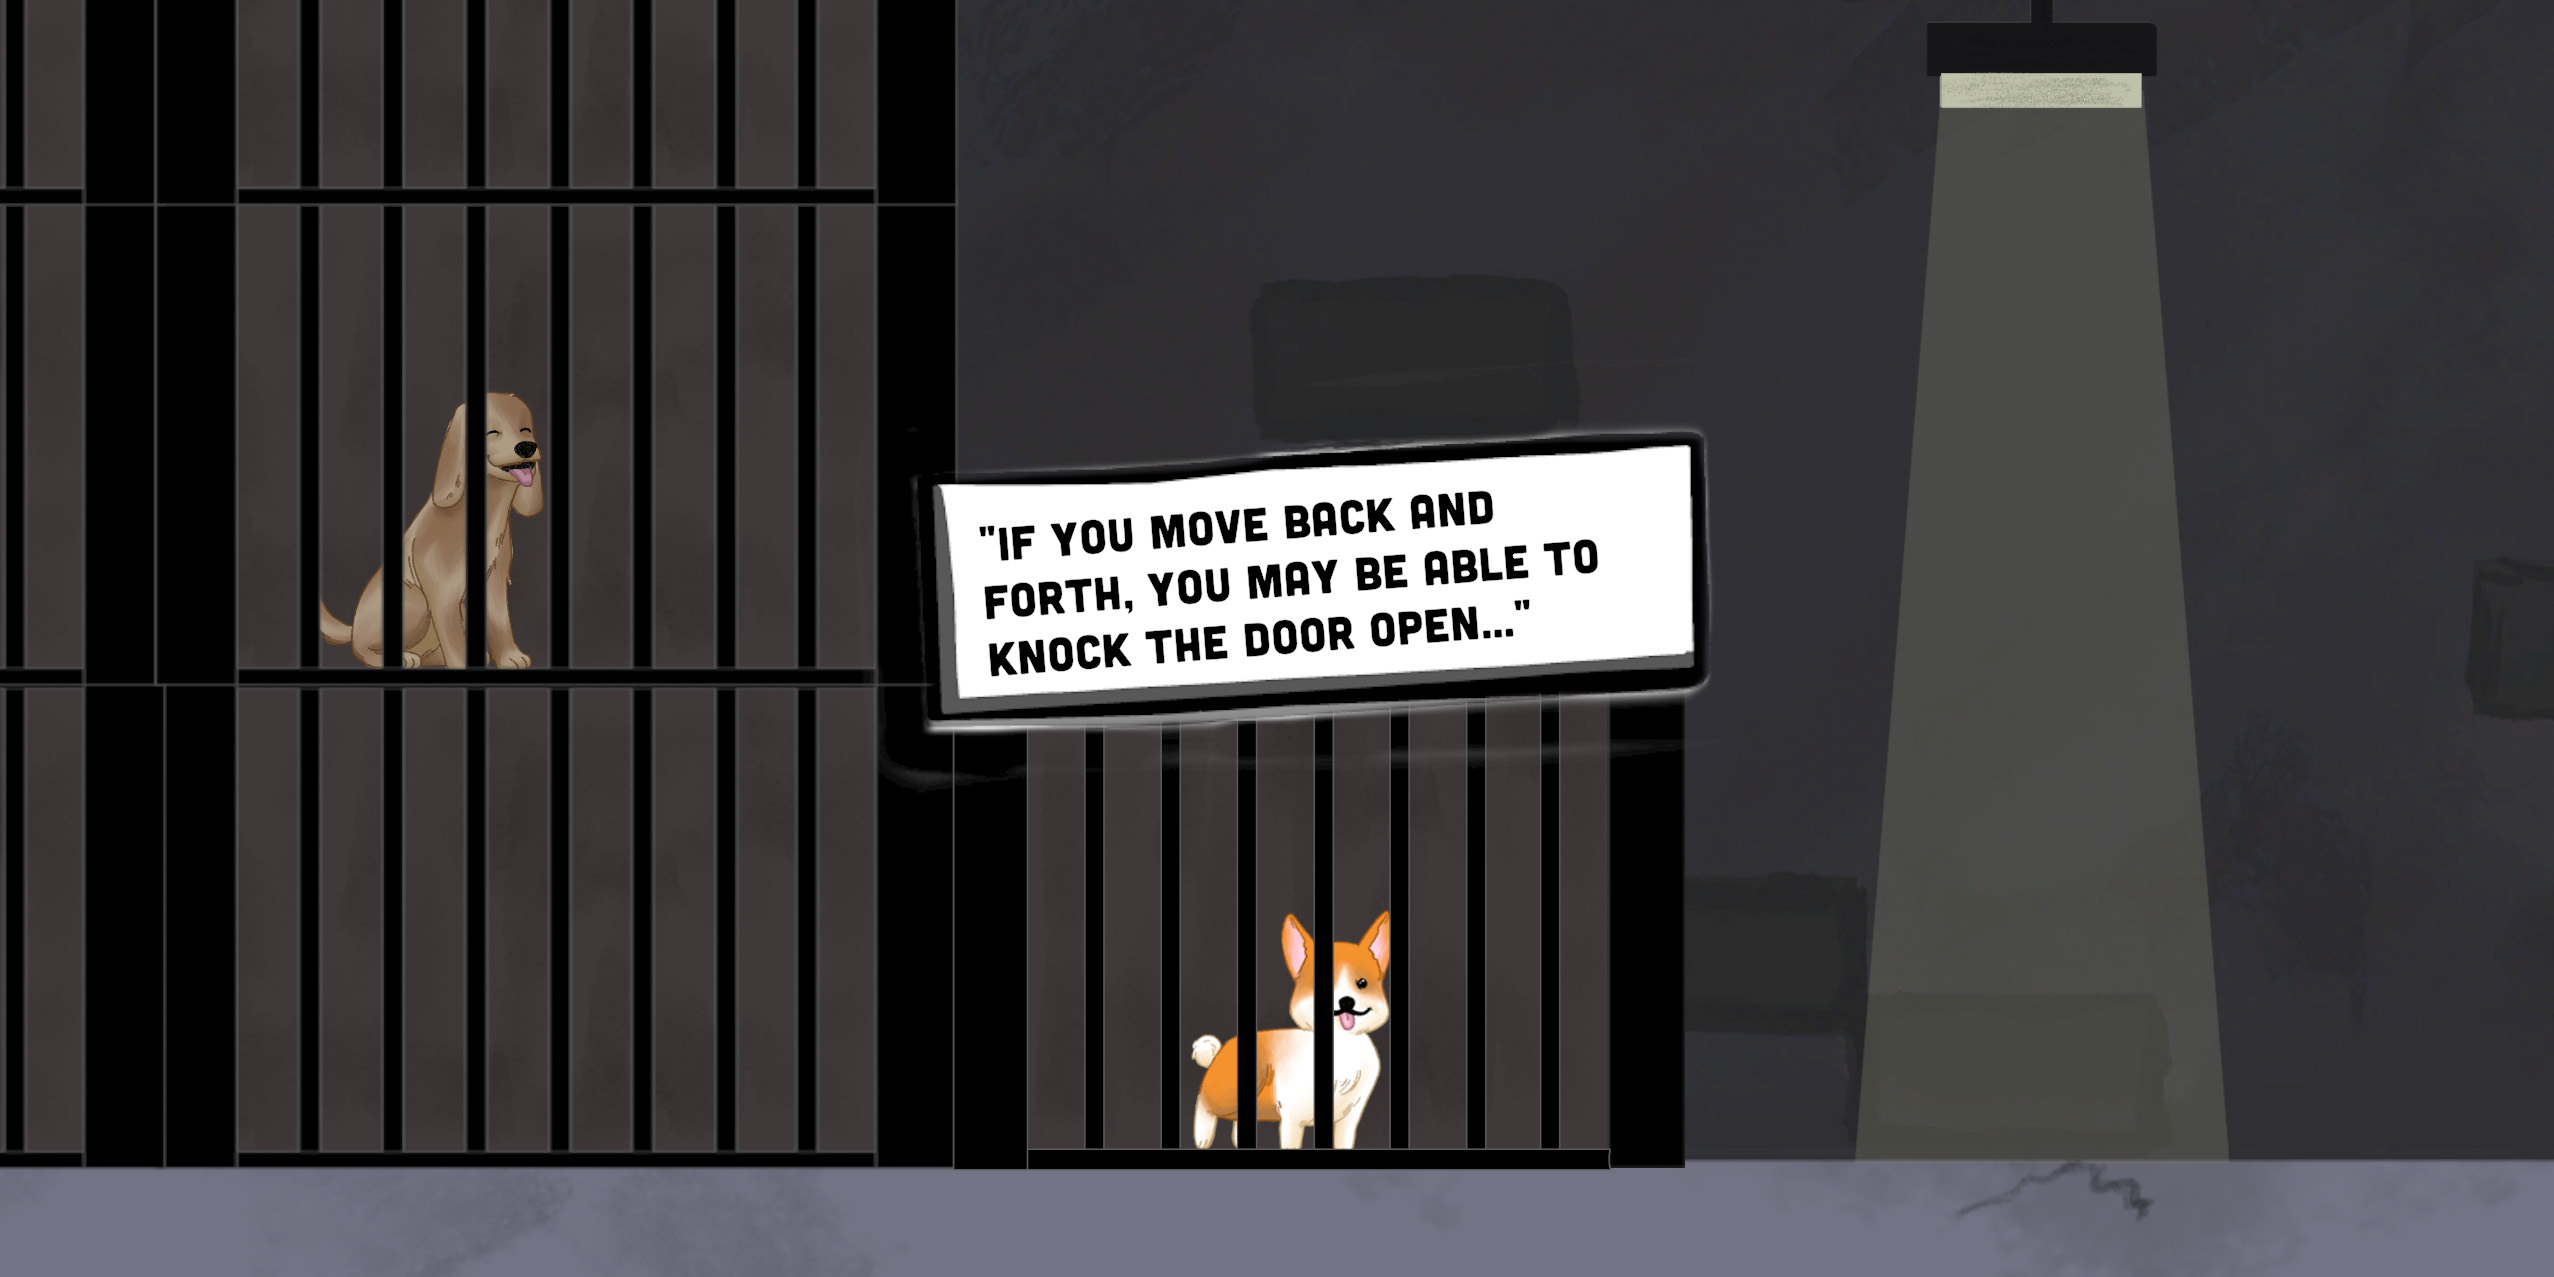 "IF YOU MOVE BACK AND
FORTH, YOU MAY BE ABLE TO
KNOCK THE DOOR OPEN..."